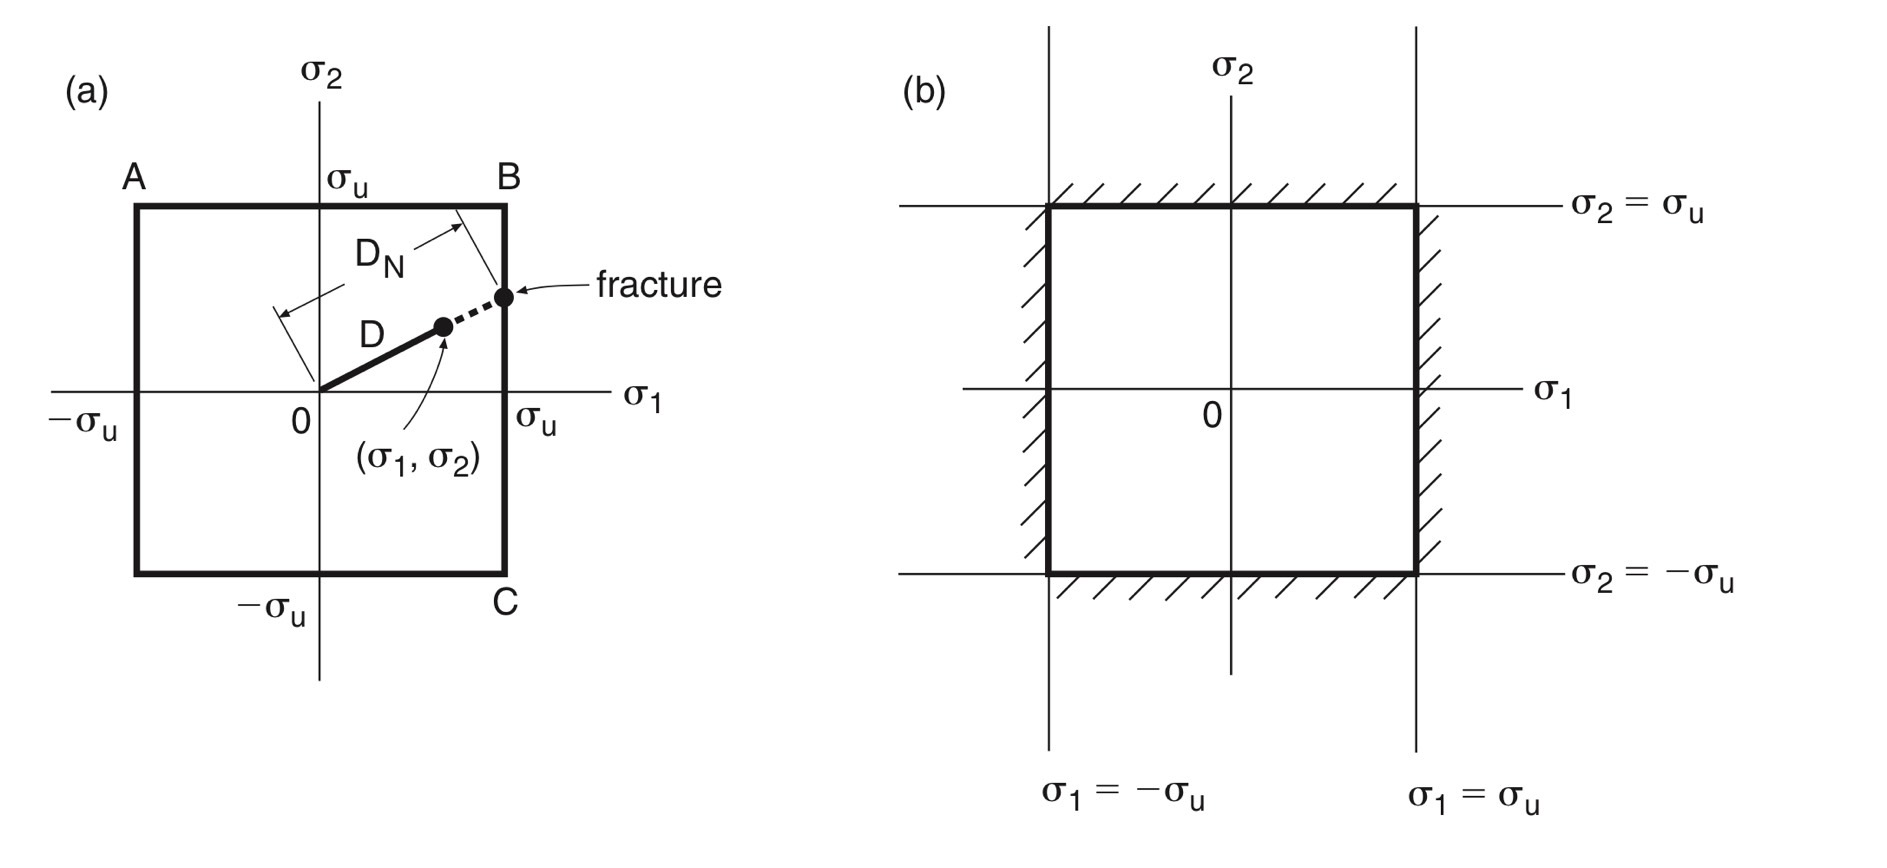 (a)
σ2
A
σu
B
DN
fracture
D
−σu
0
σu
σ1
(σ1, σ2)
−σu
C
(b)
σ2
σ2 = σu
σ1
0
σ2 = −σu
σ1 = −σu
σ1 = σu